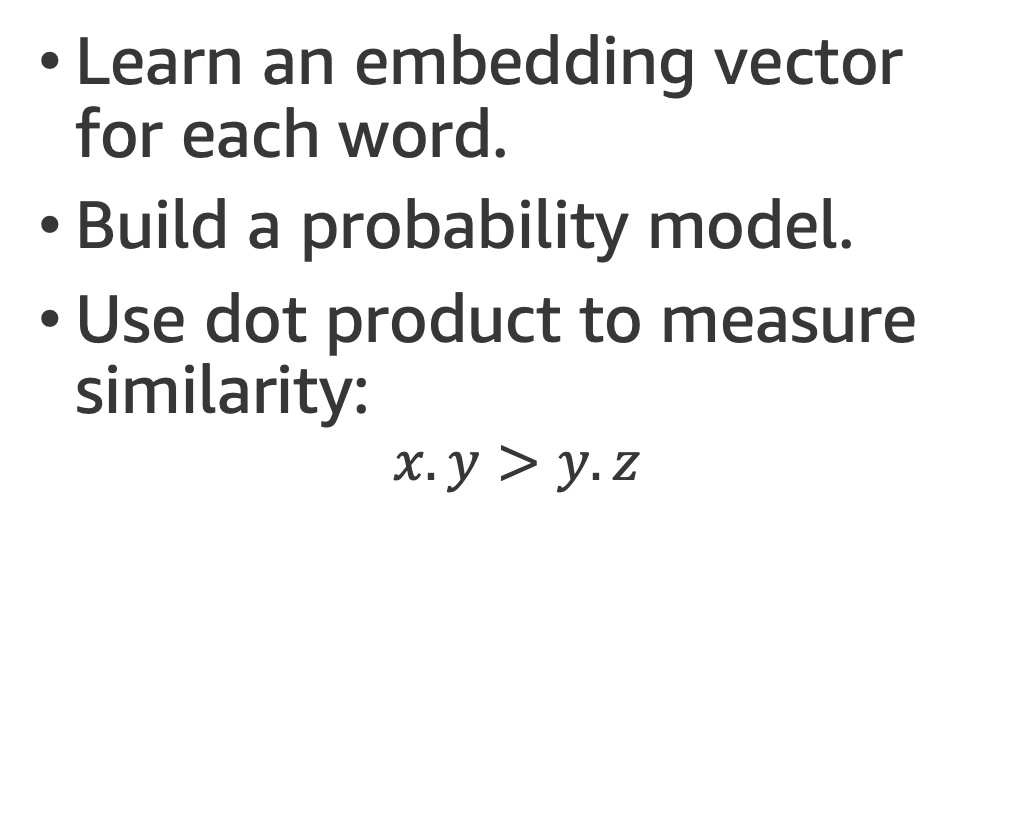 • Learn an embedding vector
for each word.
• Build a probability model.
• Use dot product to measure
similarity:
x. y > y. z